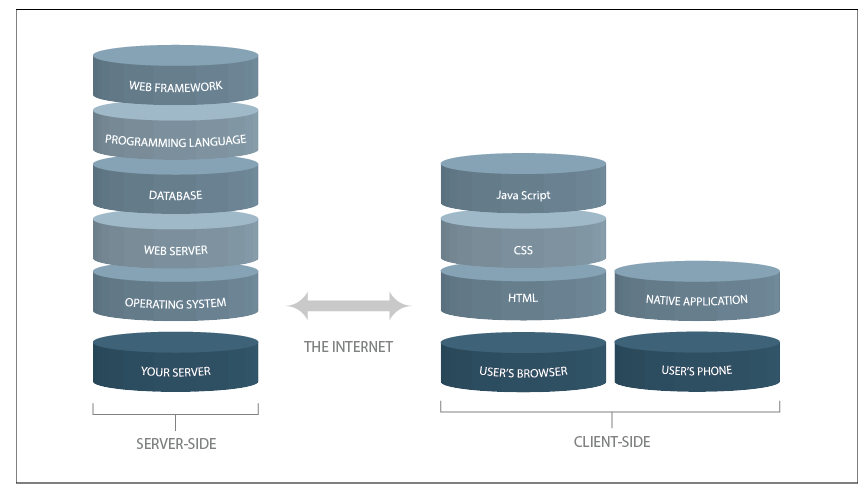 WEB FRAMEWORK
PROGRAMMING LANGUAGE
DATABASE
WEB SERVER
OPERATING SYSTEM
YOUR SERVER
SERVER-SIDE
THE INTERNET
Java Script
CSS
HTML
USER'S BROWSER
NATIVE APPLICATION
USER'S PHONE
CLIENT-SIDE